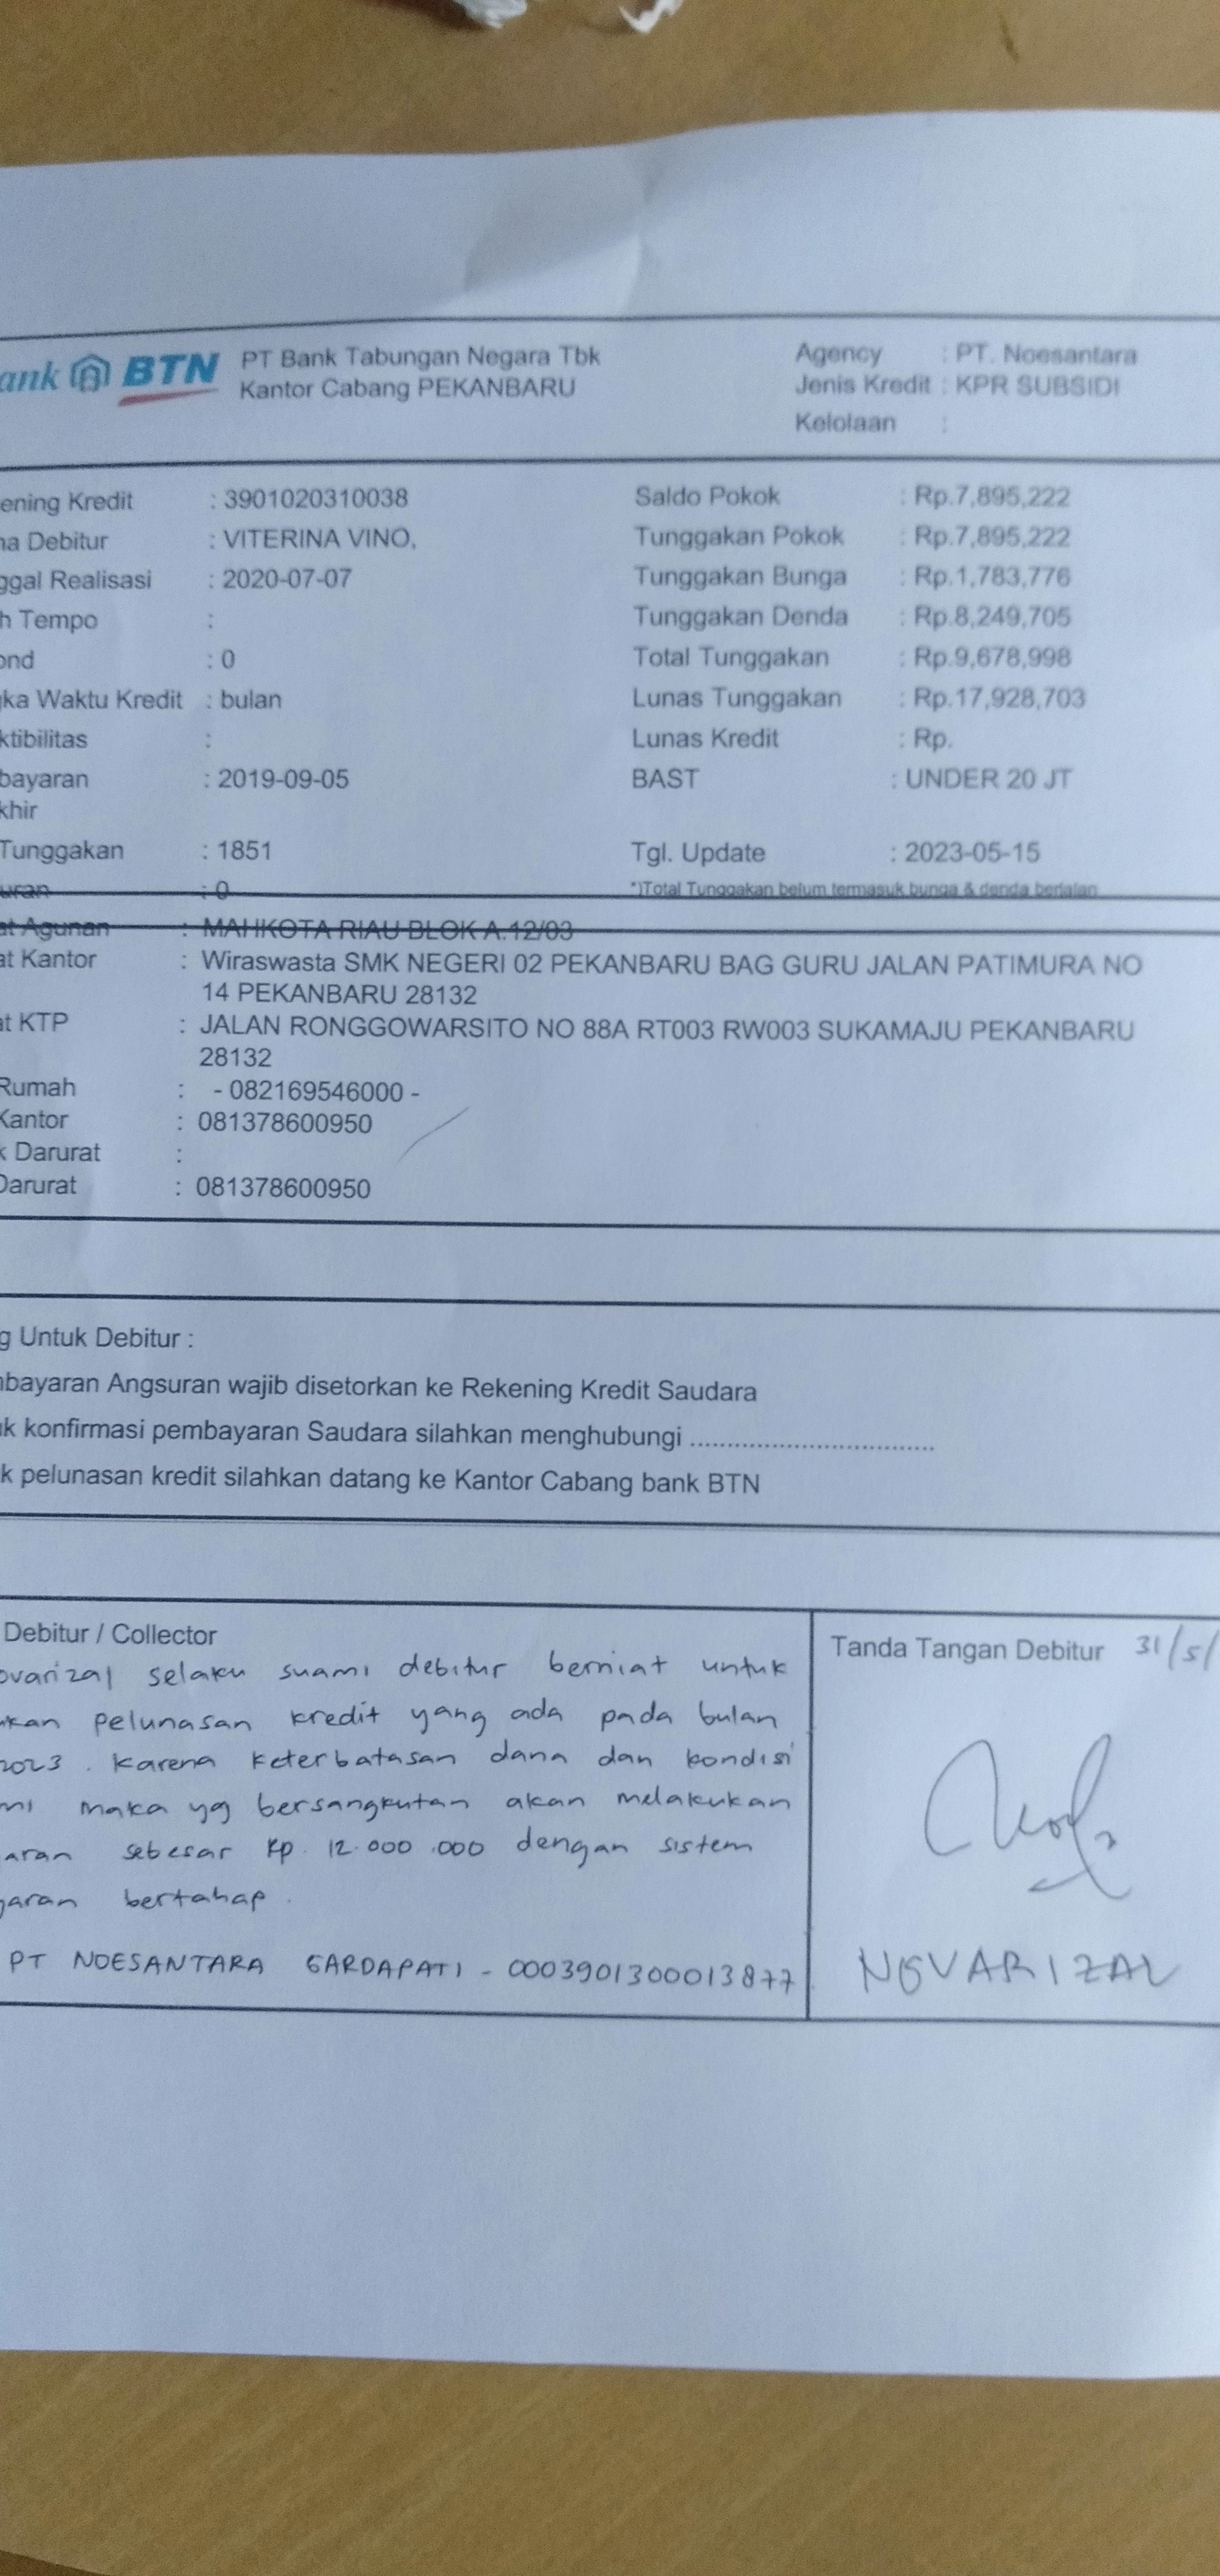 ank BTN PT Bank Tabungan Negara Tbk
Kantor Cabang PEKANBARU
Agency : PT. Noesantara
Jenis Kredit : KPR SUBSIDI
Kelolaan :
ening Kredit : 3901020310038
na Debitur : VITERINA VINO,
ggal Realisasi : 2020-07-07
h Tempo :
ond : 0
gka Waktu Kredit : bulan
ktibilitas :
bayaran : 2019-09-05
khir
Tunggakan : 1851
uran : 0
Saldo Pokok : Rp.7,895,222
Tunggakan Pokok : Rp.7,895,222
Tunggakan Bunga : Rp.1,783,776
Tunggakan Denda : Rp.8,249,705
Total Tunggakan : Rp.9,678,998
Lunas Tunggakan : Rp.17,928,703
Lunas Kredit : Rp.
BAST : UNDER 20 JT
Tgl. Update : 2023-05-15
*)Total Tunggakan belum termasuk bunga & denda berjalan
at Agunan : MAHKOTA RIAU BLOK A.12/03
at Kantor : Wiraswasta SMK NEGERI 02 PEKANBARU BAG GURU JALAN PATIMURA NO
14 PEKANBARU 28132
at KTP : JALAN RONGGOWARSITO NO 88A RT003 RW003 SUKAMAJU PEKANBARU
28132
Rumah : - 082169546000 -
Kantor : 081378600950
k Darurat :
Darurat : 081378600950
g Untuk Debitur :
nbayaran Angsuran wajib disetorkan ke Rekening Kredit Saudara
uk konfirmasi pembayaran Saudara silahkan menghubungi ....................................
k pelunasan kredit silahkan datang ke Kantor Cabang bank BTN
Debitur / Collector
ovarizal selaku suami debitur berniat untuk
ukan pelunasan kredit yang ada pada bulan
2023 . Karena keterbatasan dana dan kondisi
mi maka yg bersangkutan akan melakukan
aran sebesar Rp. 12.000.000 dengan sistem
garan bertahap.
PT NOESANTARA GARDAPATI - 0003901300013877
Tanda Tangan Debitur 31/5/
NOVARIZAL